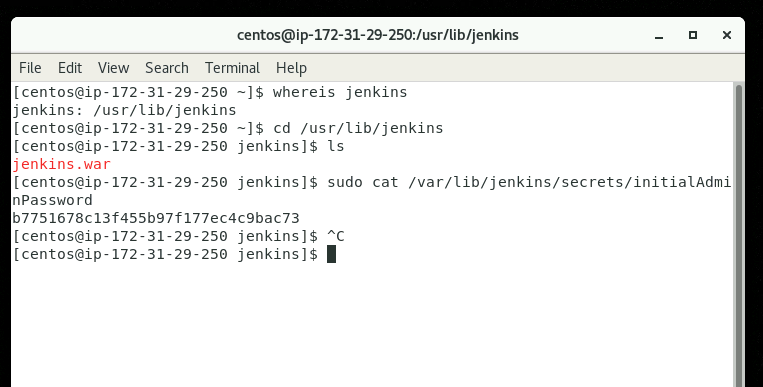 centos@ip-172-31-29-250:/usr/lib/jenkins
File Edit View Search Terminal Help
[centos@ip-172-31-29-250 ~]$ whereis jenkins
jenkins: /usr/lib/jenkins
[centos@ip-172-31-29-250 ~]$ cd /usr/lib/jenkins
[centos@ip-172-31-29-250 jenkins]$ ls
jenkins.war
[centos@ip-172-31-29-250 jenkins]$ sudo cat /var/lib/jenkins/secrets/initialAdmi
nPassword
b7751678c13f455b97f177ec4c9bac73
[centos@ip-172-31-29-250 jenkins]$ ^C
[centos@ip-172-31-29-250 jenkins]$